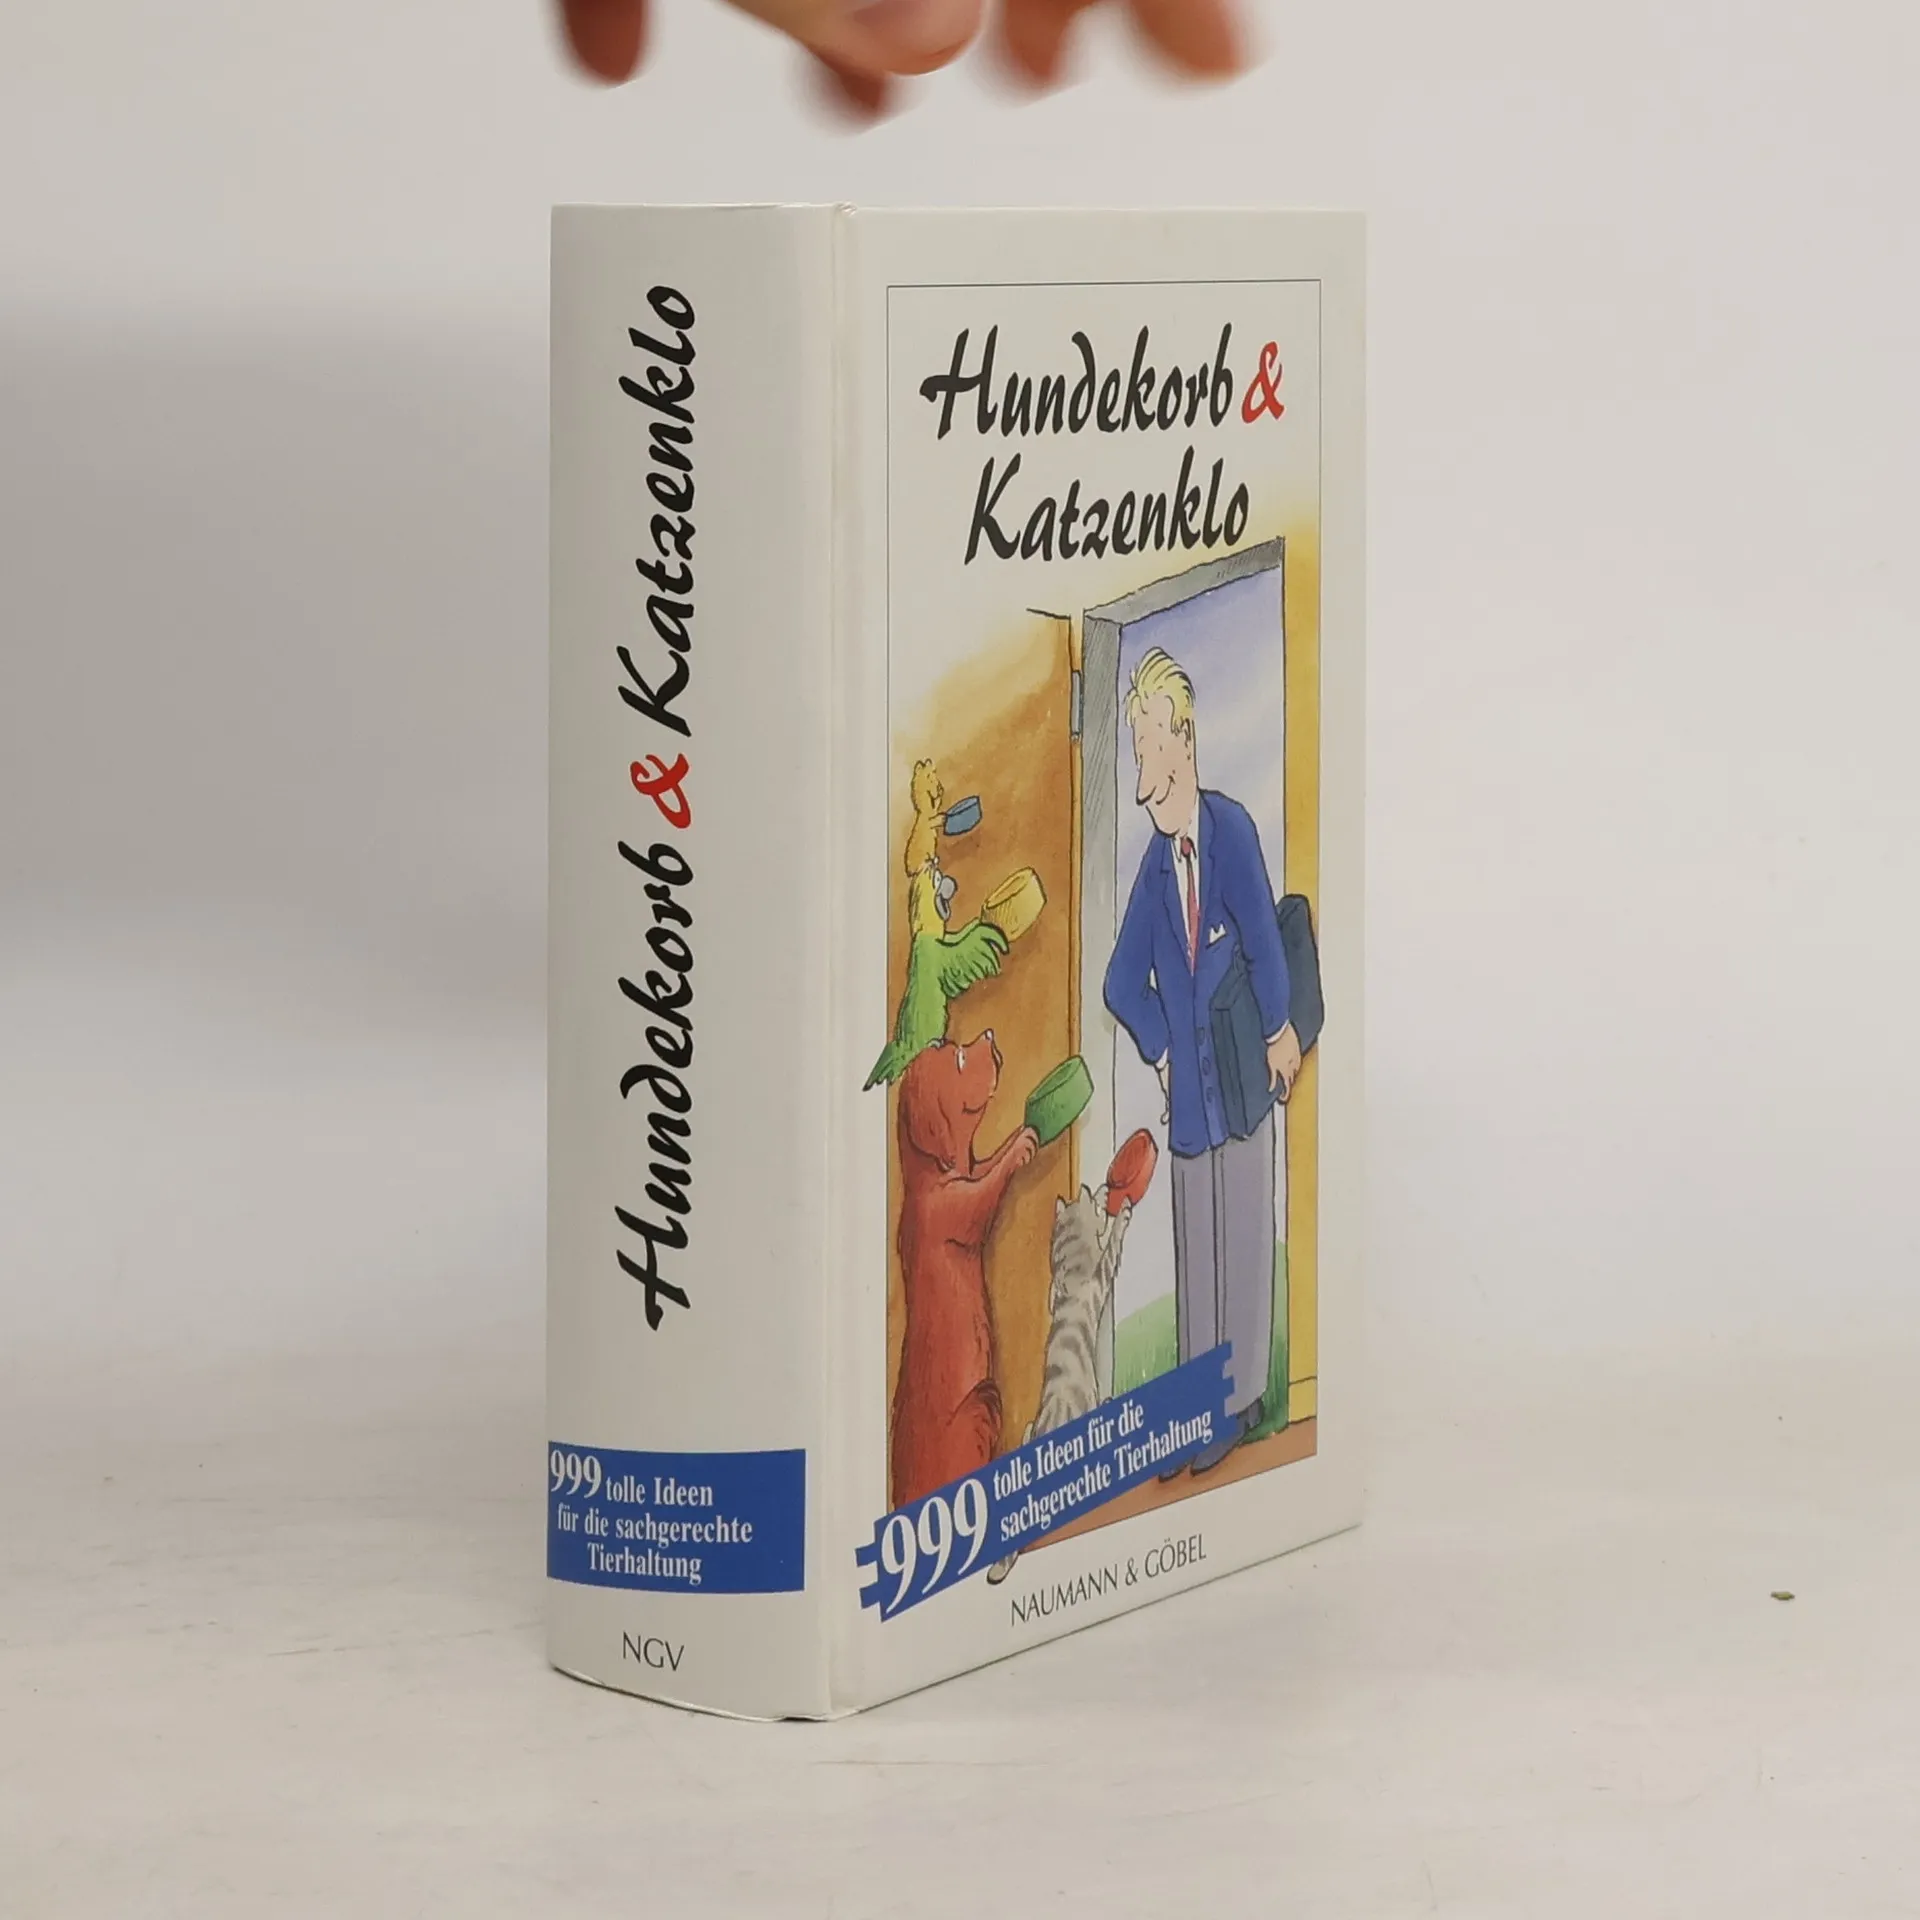 Hundekorb & Katzenklo
999 tolle Ideen
für die sachgerechte
Tierhaltung
NGV
Hundekorb &
Katzenklo
999 tolle Ideen für die
sachgerechte Tierhaltung
NAUMANN & GÖBEL